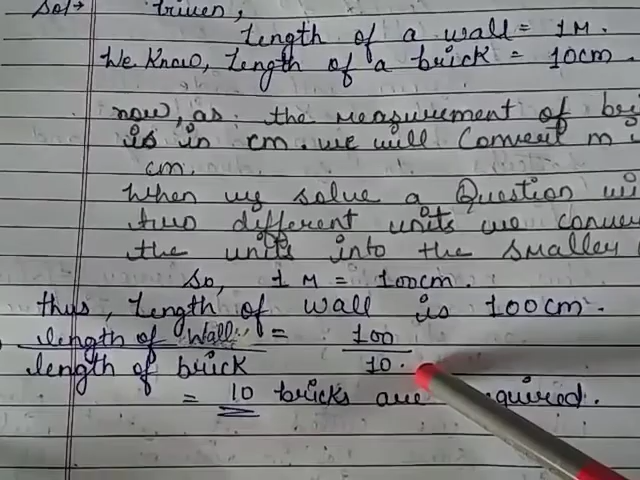 Sol→ Given,
Length of a wall = 1M.
We Know, Length of a brick = 10cm.
now, as the measurement of
is in cm. we will Convert m
cm.
When we solve a Question
two different units we
the units into the smaller
So, 1 M = 100cm.
thus, Length of wall is 100cm.
length of Wall = 100
length of brick 10.
= 10 bricks are required.